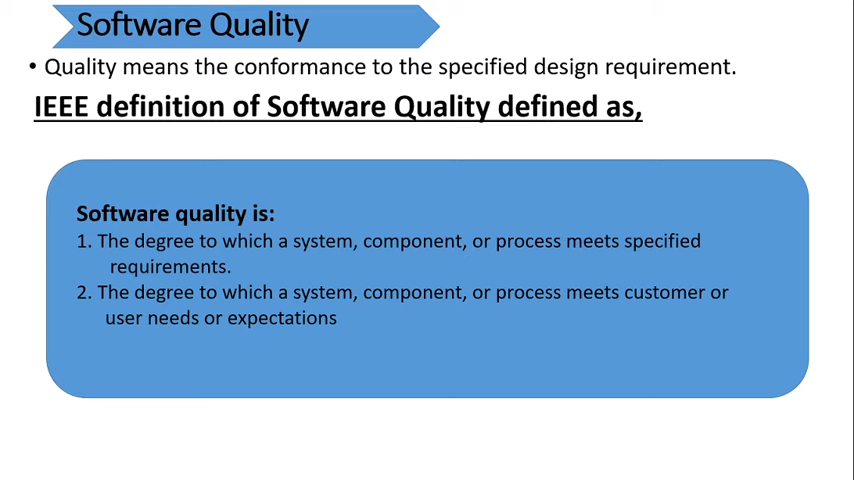 Software Quality
• Quality means the conformance to the specified design requirement.
IEEE definition of Software Quality defined as,
Software quality is:
1. The degree to which a system, component, or process meets specified
requirements.
2. The degree to which a system, component, or process meets customer or
user needs or expectations